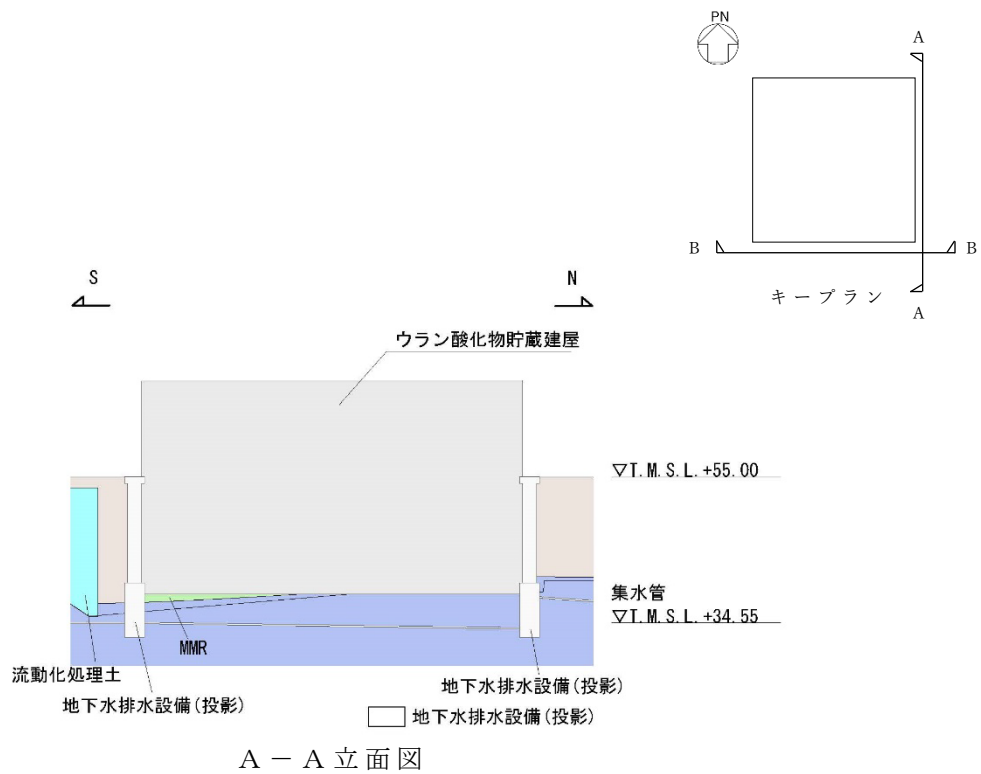 PN
A
B
B
キープラン
A
S
N
ウラン酸化物貯蔵建屋
▽T.M.S.L.+55.00
集水管
▽T.M.S.L.+34.55
MMR
流動化処理土
地下水排水設備(投影)
地下水排水設備(投影)
地下水排水設備(投影)
A－A立面図